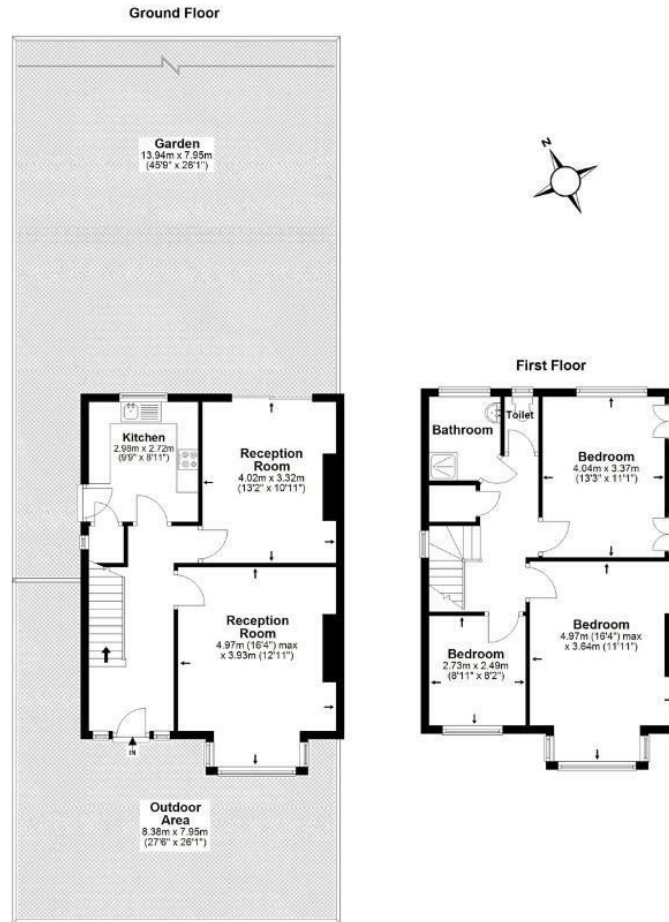 Ground Floor
Garden
13.94m x 7.95m
(45'9" x 26'1")
N
Kitchen
2.98m x 2.72m
(9'9" x 8'11")
Reception
Room
4.02m x 3.32m
(13'2" x 10'11")
Reception
Room
4.97m (16'4") max
x 3.93m (12'11")
IN
Outdoor
Area
8.38m x 7.95m
(27'6" x 26'1")
First Floor
Bathroom
Toilet
Bedroom
4.04m x 3.37m
(13'3" x 11'1")
Bedroom
4.97m (16'4") max
x 3.64m (11'11")
Bedroom
2.73m x 2.49m
(8'11" x 8'2")